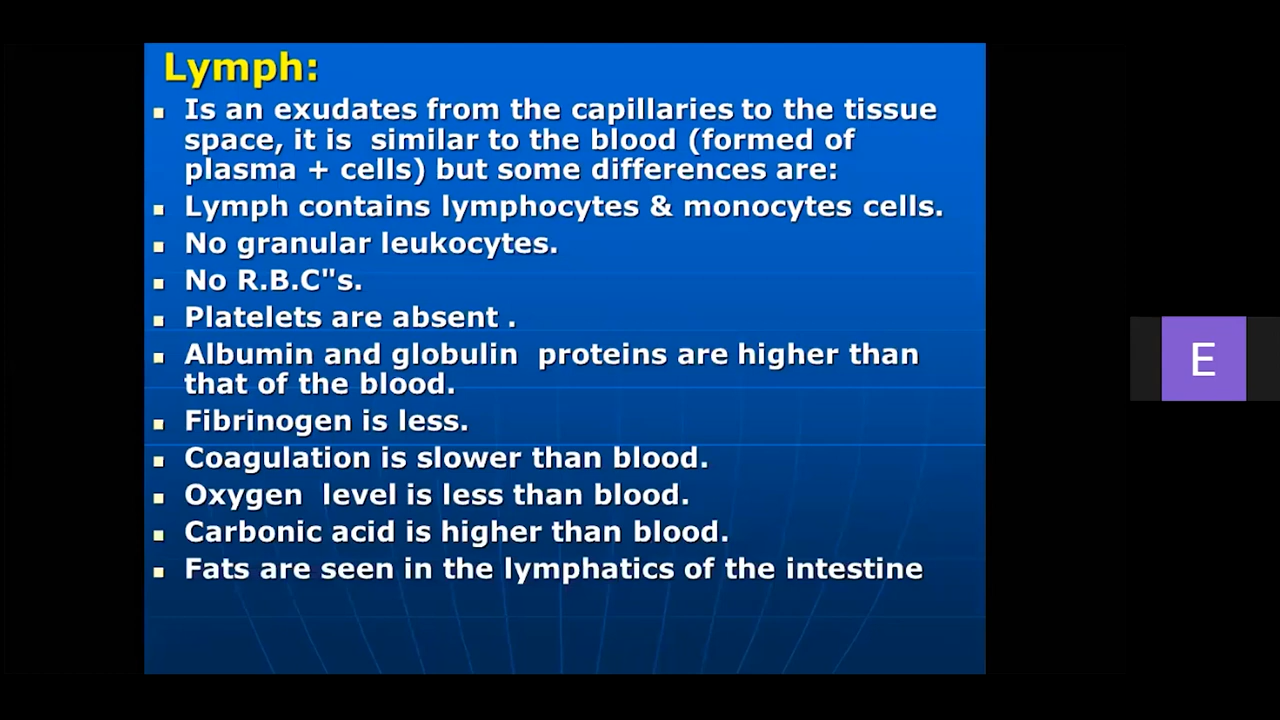 Lymph:
Is an exudates from the capillaries to the tissue
space, it is similar to the blood (formed of
plasma + cells) but some differences are:
Lymph contains lymphocytes & monocytes cells.
No granular leukocytes.
No R.B.C"s.
Platelets are absent .
Albumin and globulin proteins are higher than
that of the blood.
Fibrinogen is less.
Coagulation is slower than blood.
Oxygen level is less than blood.
Carbonic acid is higher than blood.
Fats are seen in the lymphatics of the intestine
E